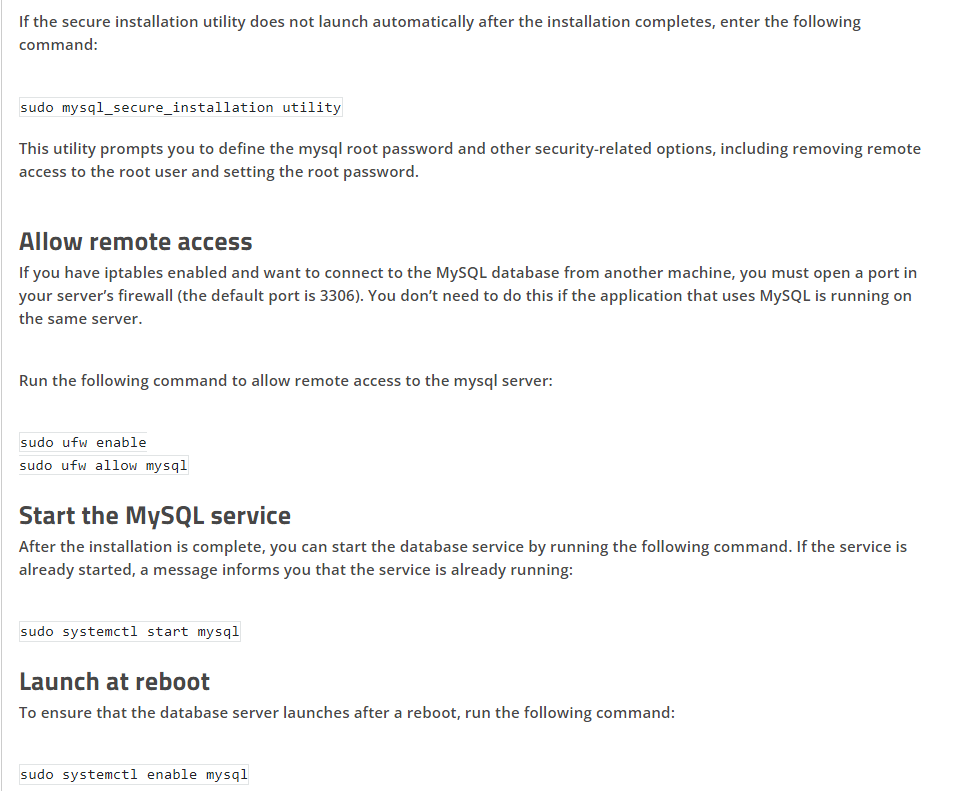 If the secure installation utility does not launch automatically after the installation completes, enter the following
command:
sudo mysql_secure_installation utility
This utility prompts you to define the mysql root password and other security-related options, including removing remote
access to the root user and setting the root password.
Allow remote access
If you have iptables enabled and want to connect to the MySQL database from another machine, you must open a port in
your server’s firewall (the default port is 3306). You don’t need to do this if the application that uses MySQL is running on
the same server.
Run the following command to allow remote access to the mysql server:
sudo ufw enable
sudo ufw allow mysql
Start the MySQL service
After the installation is complete, you can start the database service by running the following command. If the service is
already started, a message informs you that the service is already running:
sudo systemctl start mysql
Launch at reboot
To ensure that the database server launches after a reboot, run the following command:
sudo systemctl enable mysql